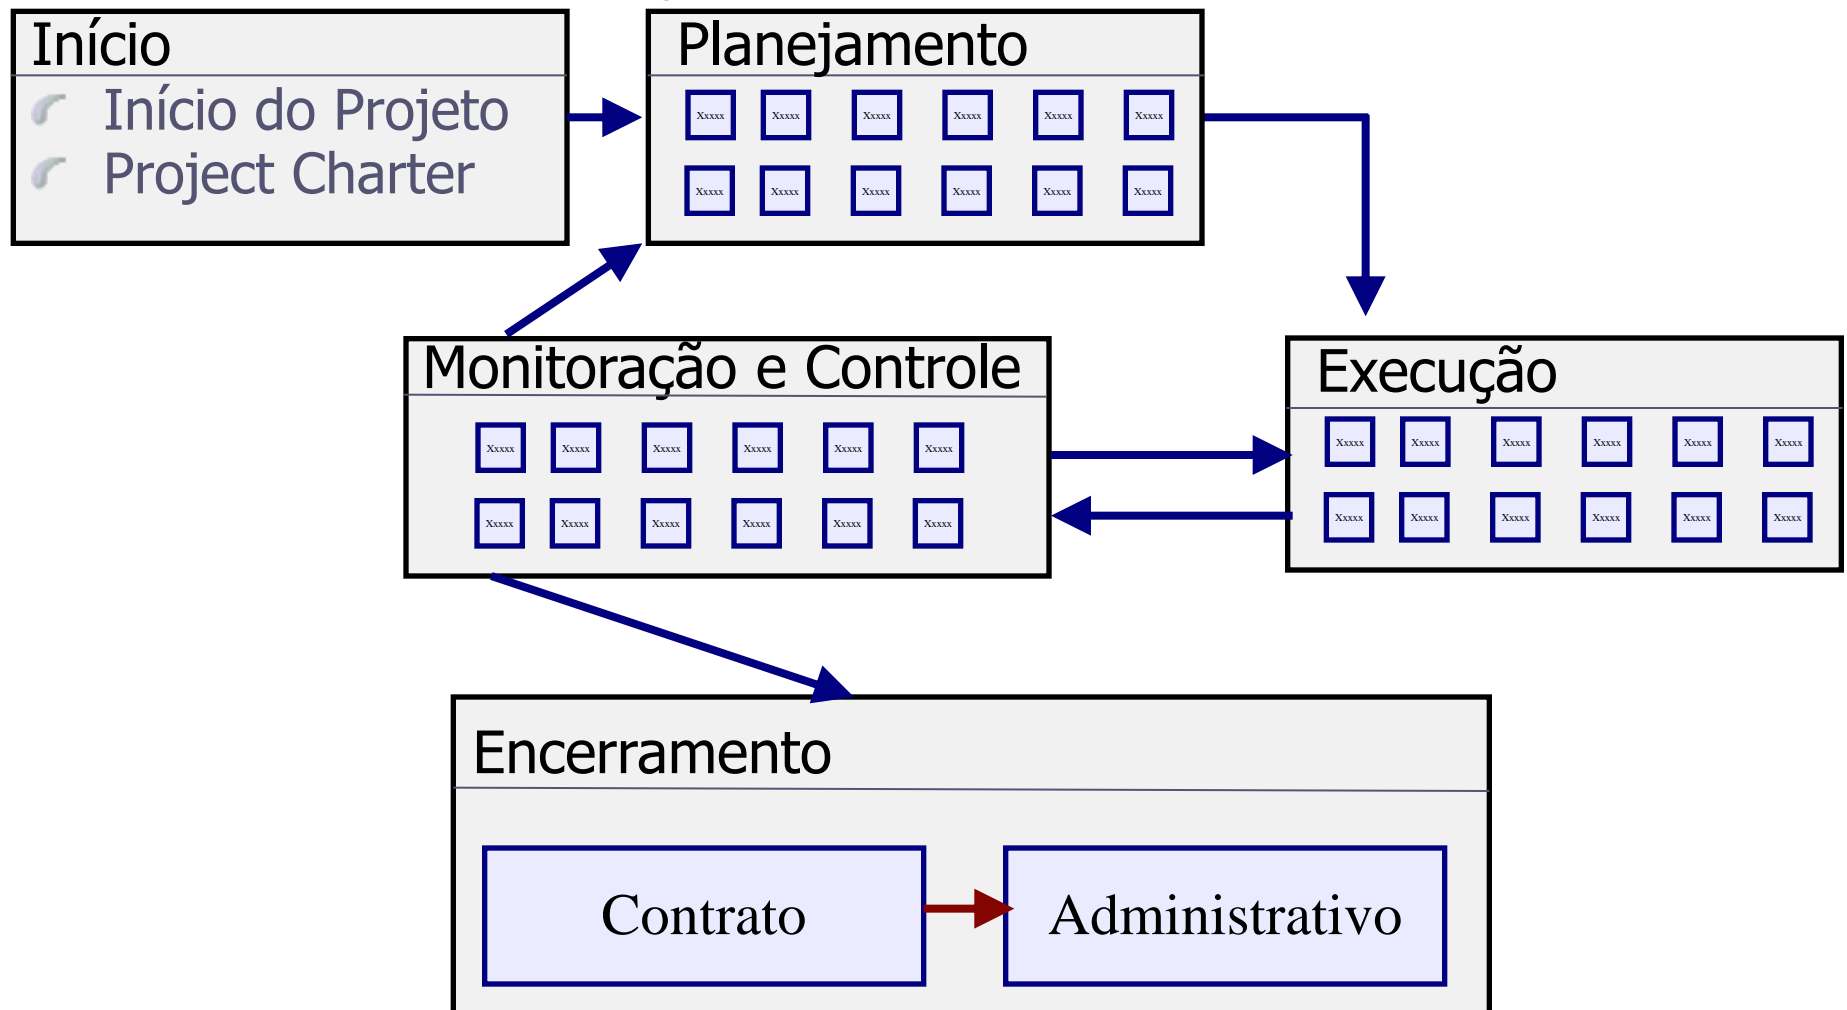 Início
Início do Projeto
Project Charter
Planejamento
Xxxxx Xxxxx Xxxxx Xxxxx Xxxxx Xxxxx
Xxxxx Xxxxx Xxxxx Xxxxx Xxxxx Xxxxx
Monitoração e Controle
Xxxxx Xxxxx Xxxxx Xxxxx Xxxxx Xxxxx
Xxxxx Xxxxx Xxxxx Xxxxx Xxxxx Xxxxx
Execução
Xxxxx Xxxxx Xxxxx Xxxxx Xxxxx Xxxxx
Xxxxx Xxxxx Xxxxx Xxxxx Xxxxx Xxxxx
Encerramento
Contrato
Administrativo